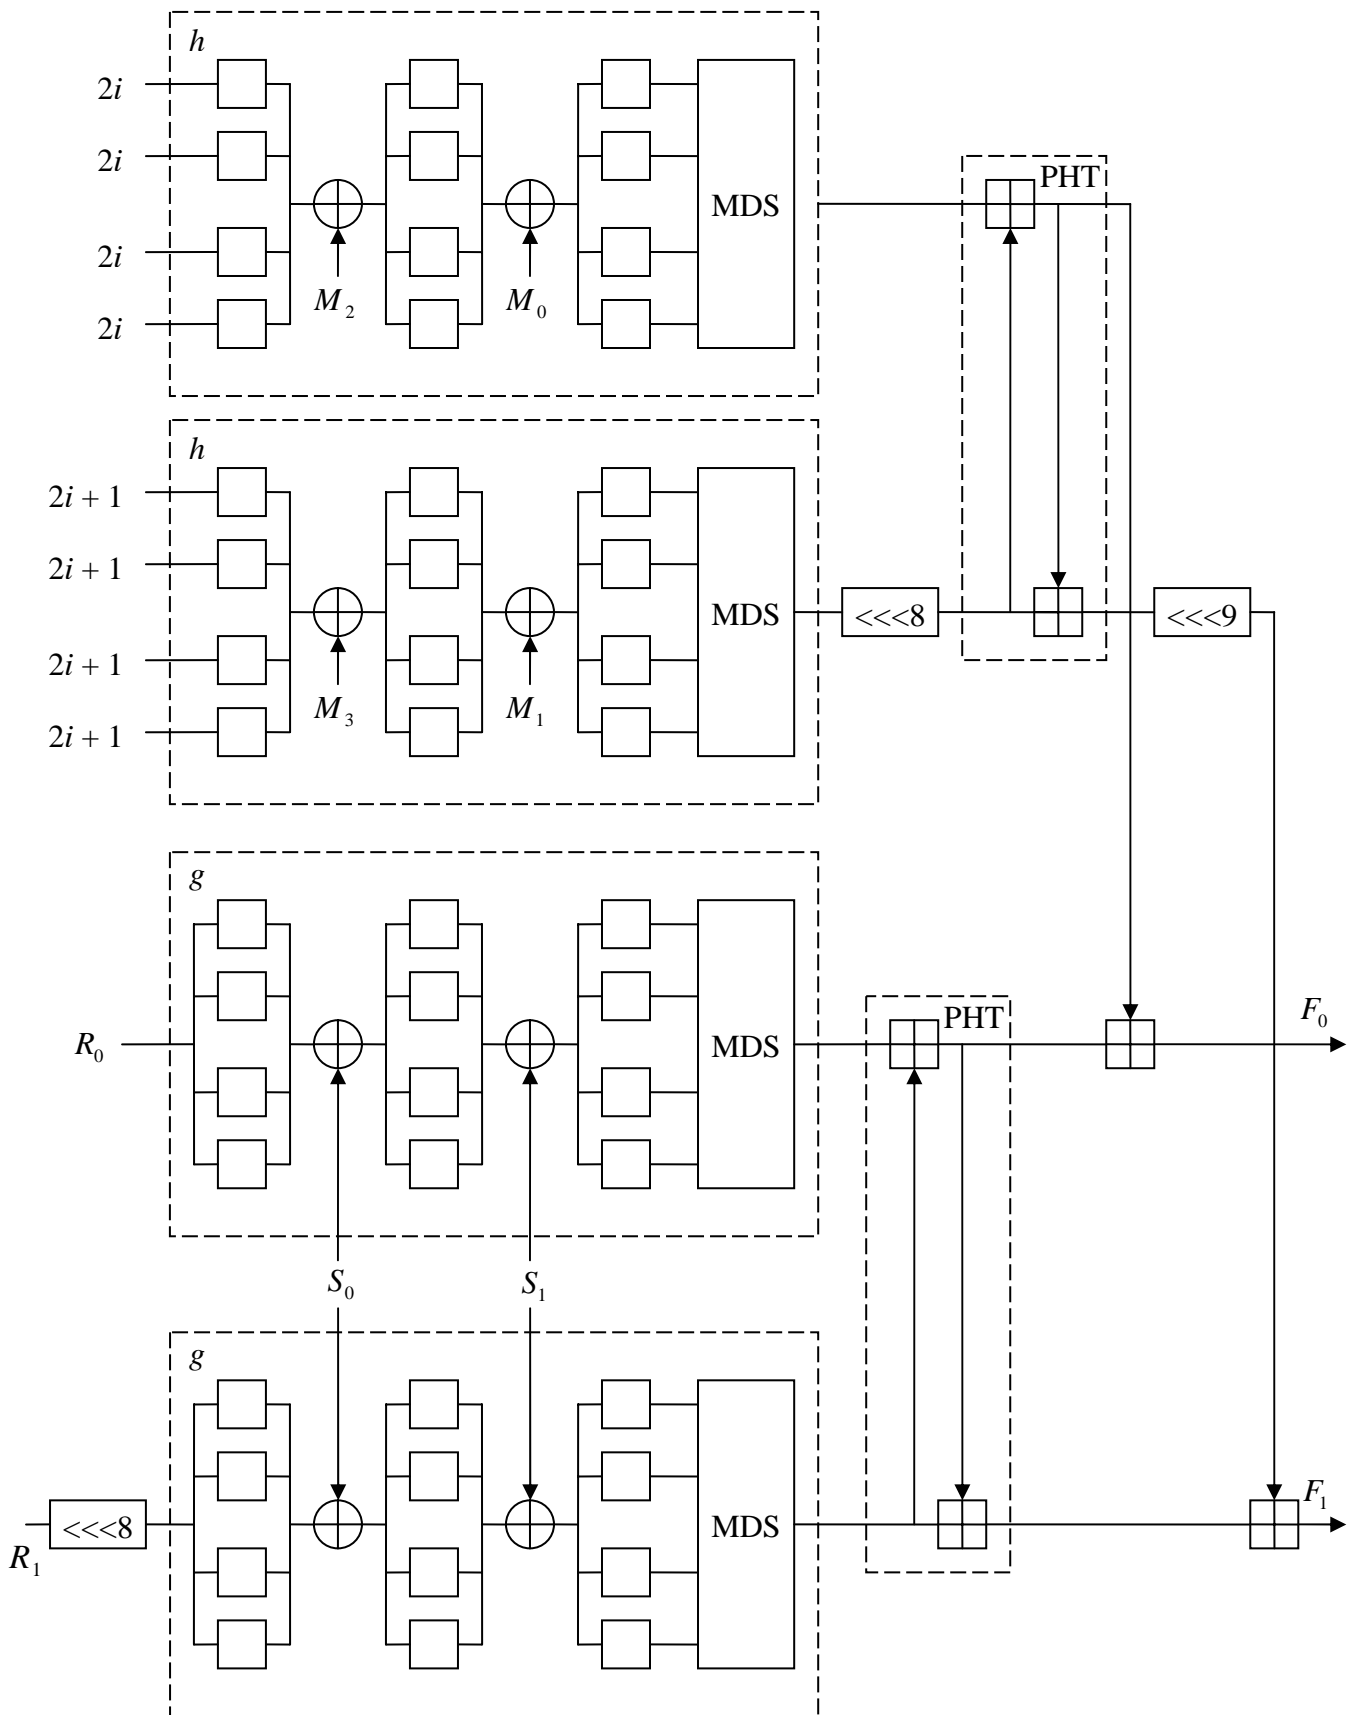 h
2i
2i
2i
2i
M₂
M₀
MDS
PHT
h
2i + 1
2i + 1
2i + 1
2i + 1
M₃
M₁
MDS
<<<8
<<<9
g
R₀
MDS
PHT
F₀
S₀
S₁
g
<<<8
R₁
MDS
F₁